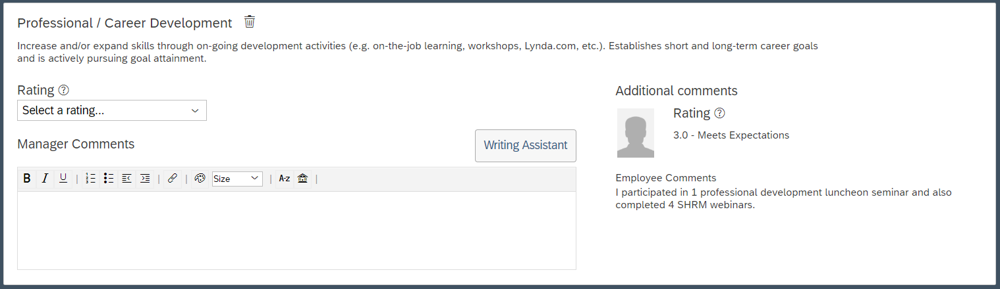 Professional / Career Development
Increase and/or expand skills through on-going development activities (e.g. on-the-job learning, workshops, Lynda.com, etc.). Establishes short and long-term career goals
and is actively pursuing goal attainment.
Rating ?
Select a rating...
Manager Comments
Writing Assistant
B I U | | | Size | A-z |
Additional comments
Rating ?
3.0 - Meets Expectations
Employee Comments
I participated in 1 professional development luncheon seminar and also
completed 4 SHRM webinars.